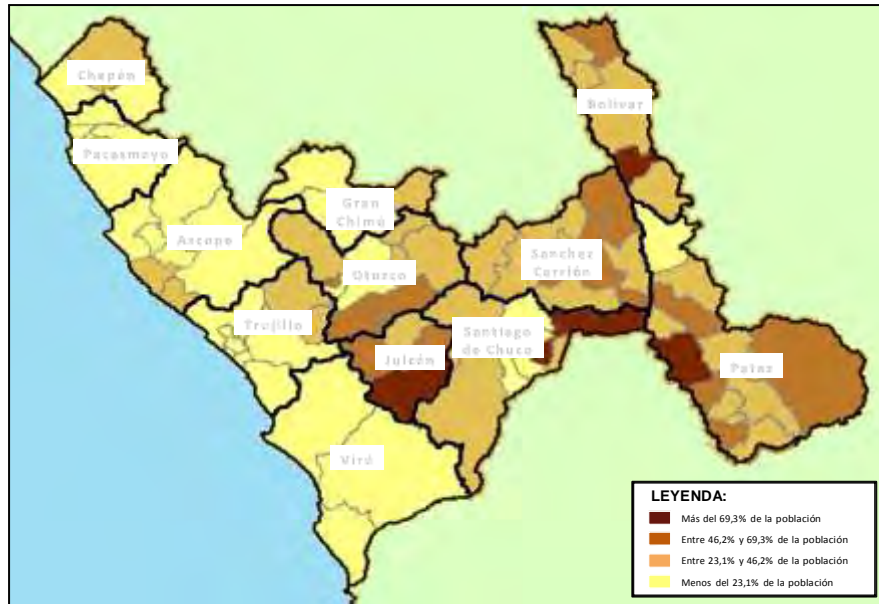 Chepén
Bolivar
Pacasmayo
Gran
Chimú
Ascope
Sanchez
Carrión
Otuzco
Trujillo
Santiago
de Chuco
Julcán
Pataz
Virú
LEYENDA:
Más del 69,3% de la población
Entre 46,2% y 69,3% de la población
Entre 23,1% y 46,2% de la población
Menos del 23,1% de la población